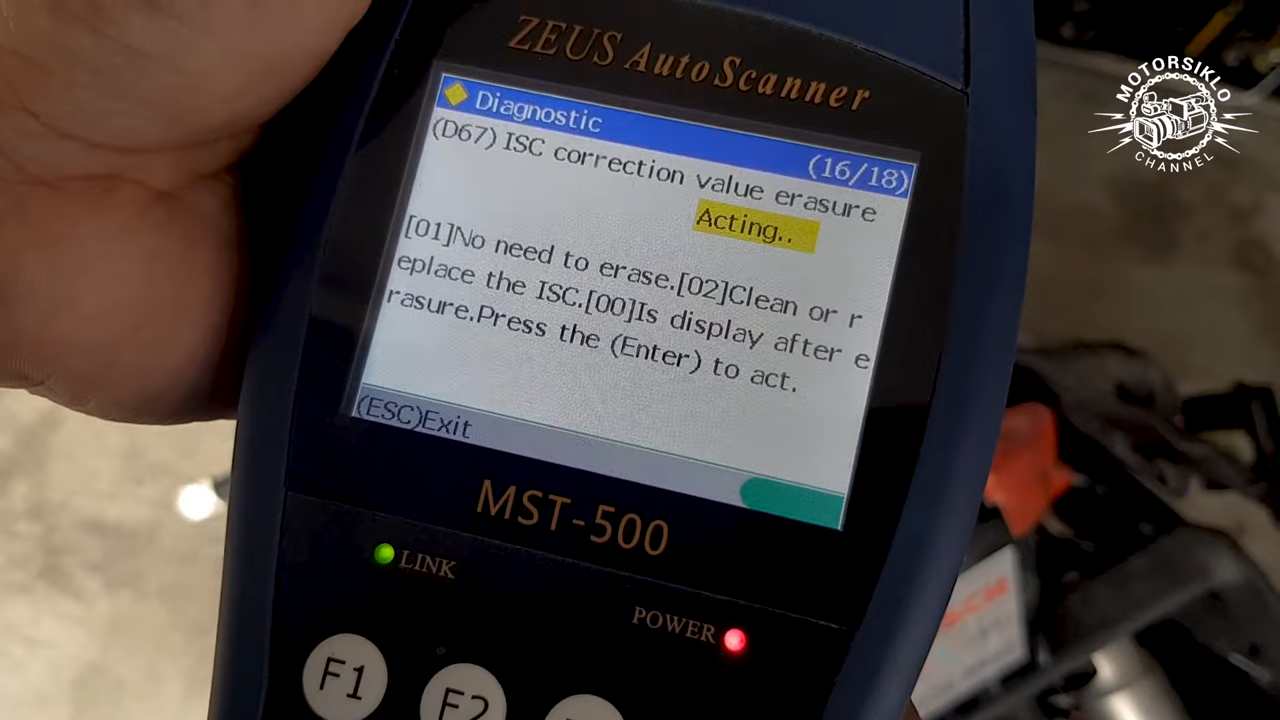 ZEUS AutoScanner
Diagnostic
(16/18)
(D67) ISC correction value erasure
Acting..
[01]No need to erase.[02]Clean or r
eplace the ISC.[00]Is display after e
rasure.Press the (Enter) to act.
(ESC)Exit
MST-500
LINK
POWER
F1
F2
MOTORSIKLO
CHANNEL